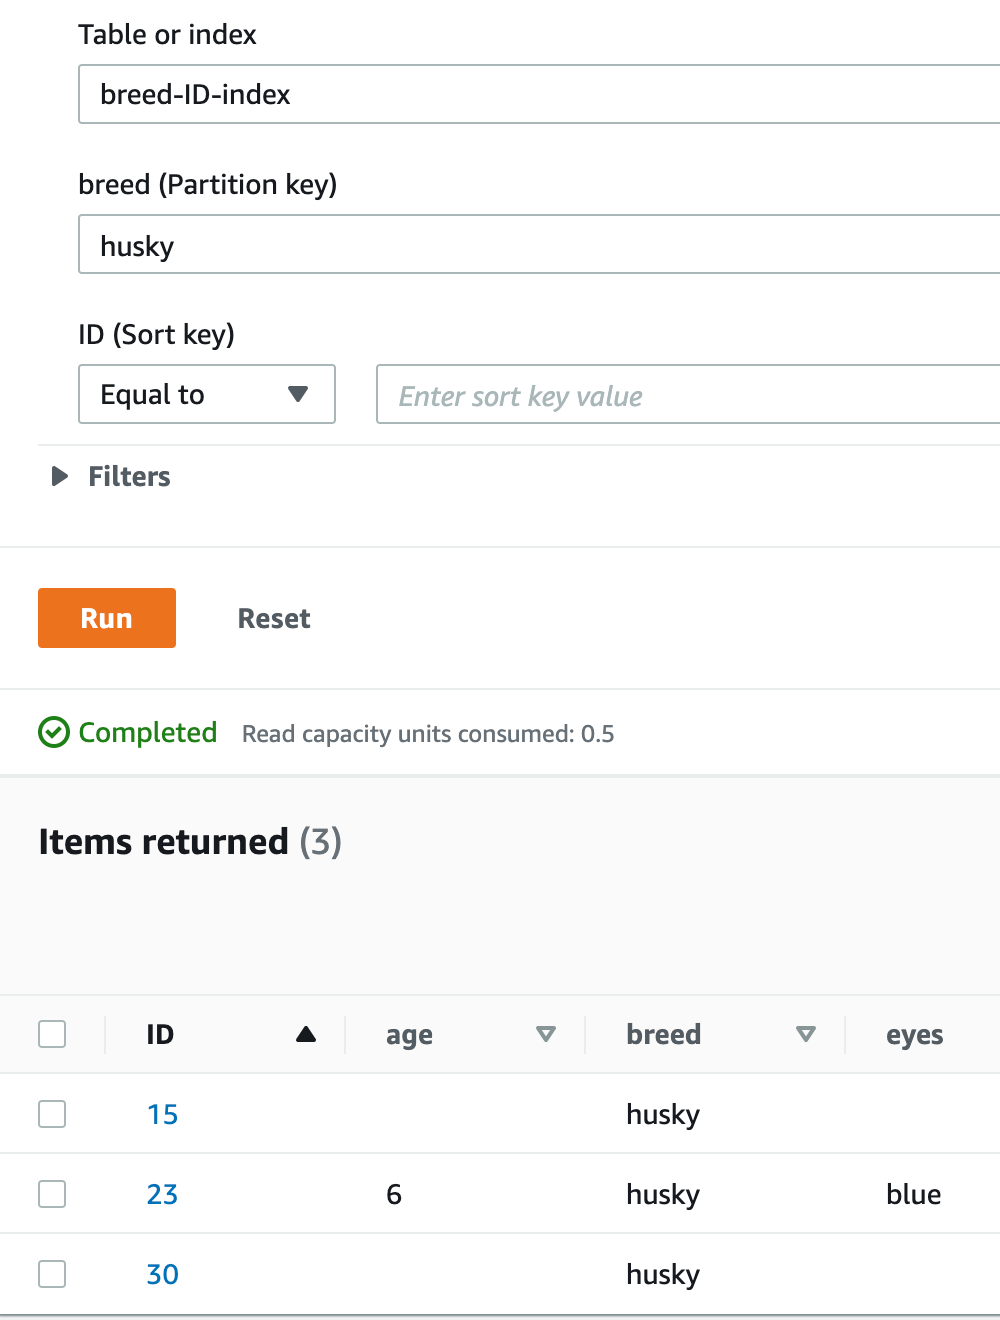 Table or index
breed-ID-index
breed (Partition key)
husky
ID (Sort key)
Equal to Enter sort key value
Filters
Run Reset
Completed Read capacity units consumed: 0.5
Items returned (3)
ID age breed eyes
15 husky
23 6 husky blue
30 husky